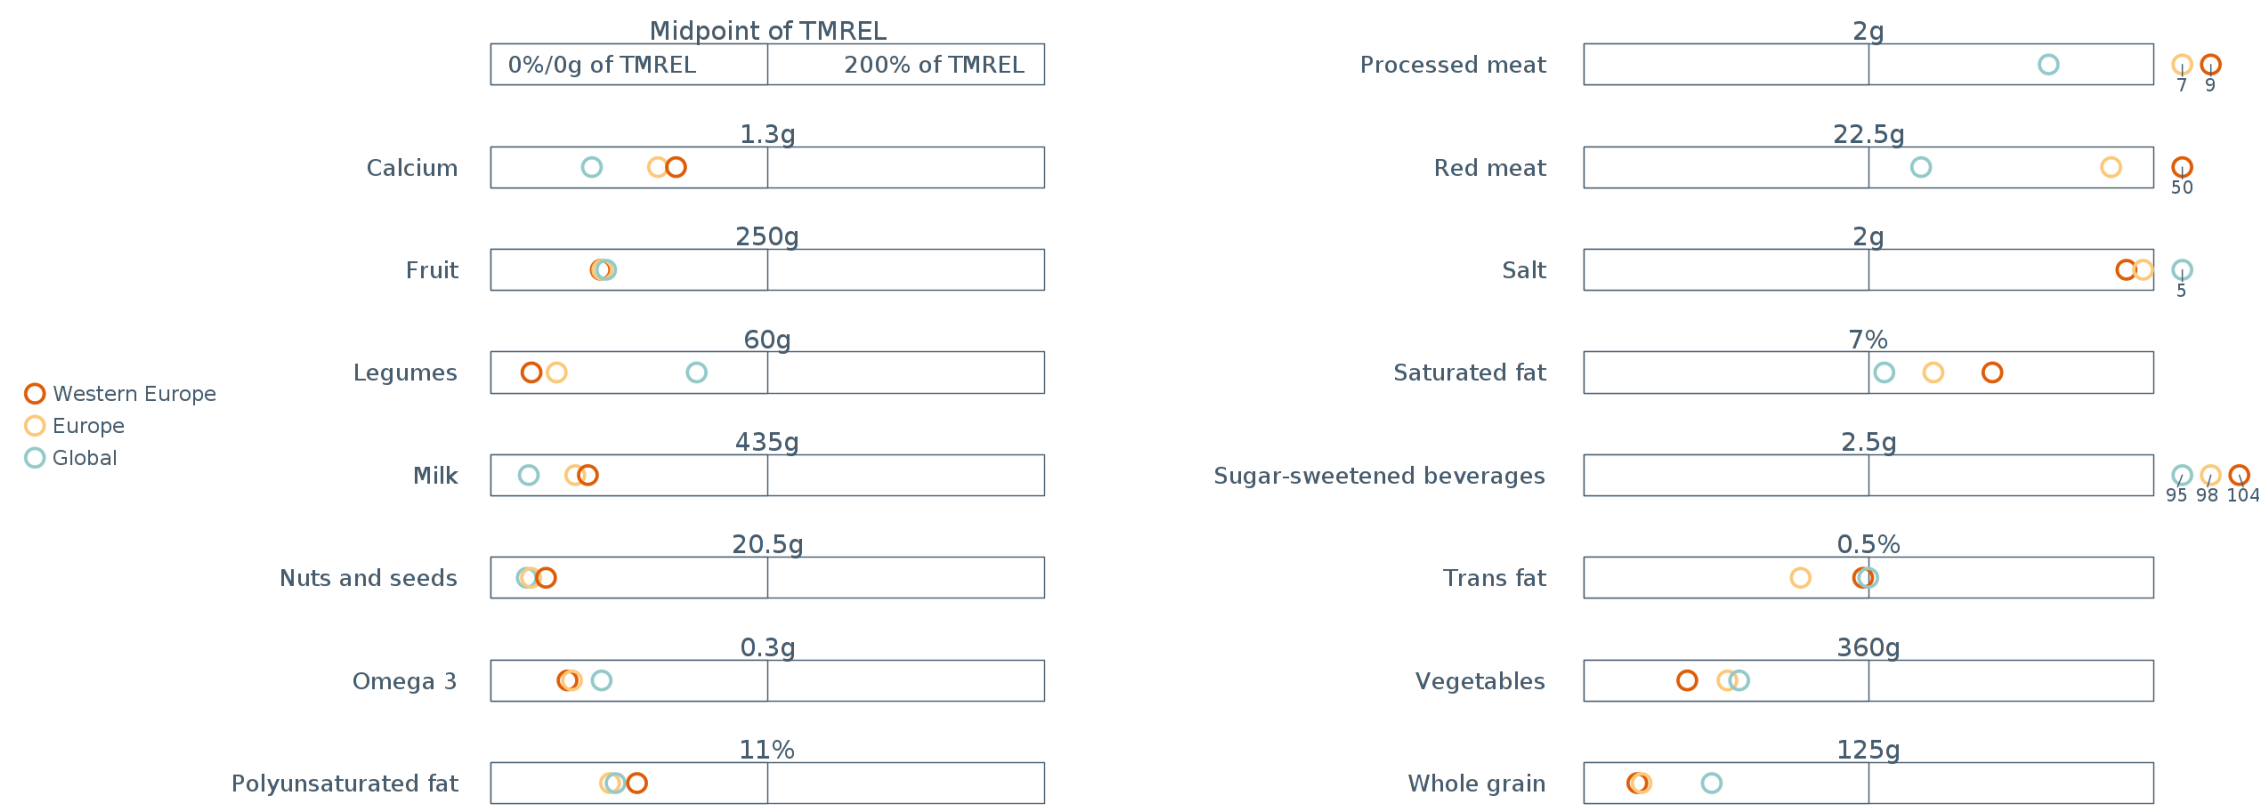 Midpoint of TMREL
0%/0g of TMREL 200% of TMREL
1.3g
Calcium
250g
Fruit
60g
Legumes
435g
Milk
20.5g
Nuts and seeds
0.3g
Omega 3
11%
Polyunsaturated fat
Western Europe
Europe
Global
2g
Processed meat
7 9
22.5g
Red meat
50
2g
Salt
5
7%
Saturated fat
2.5g
Sugar-sweetened beverages
95 98 104
0.5%
Trans fat
360g
Vegetables
125g
Whole grain